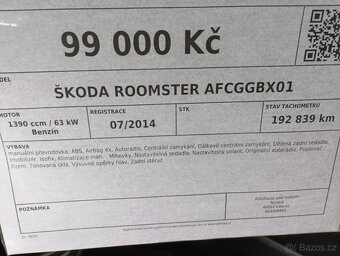 99 000 Kč
ŠKODA ROOMSTER AFCGGBX01
MOTOR
REGISTRACE
STK
STAV TACHOMETRU
1390 ccm / 63 kW
Benzin
07/2014
192 839 km
VÝBAVA
manuální převodovka, ABS, Airbag 4x, Autorádio, Centrální zamykání, Dálkové centrální zamykání, Dělená zadní sedadla,
Imobilizér, Isofix, Klimatizace man., Mlhovky, Nastavitelná sedadla, Nastavitelný volant, Originální autorádio, Posilovač
řízení, Tónovaná skla, Výsuvné opěrky hlav, Zadní stěrač
POZNÁMKA
Bazos.cz